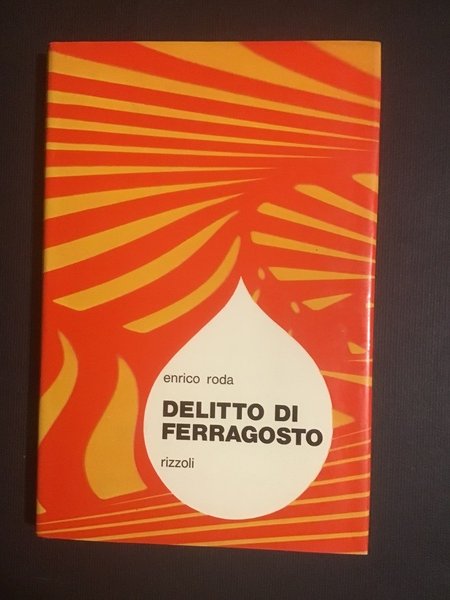 enrico roda
DELITTO DI
FERRAGOSTO
rizzoli